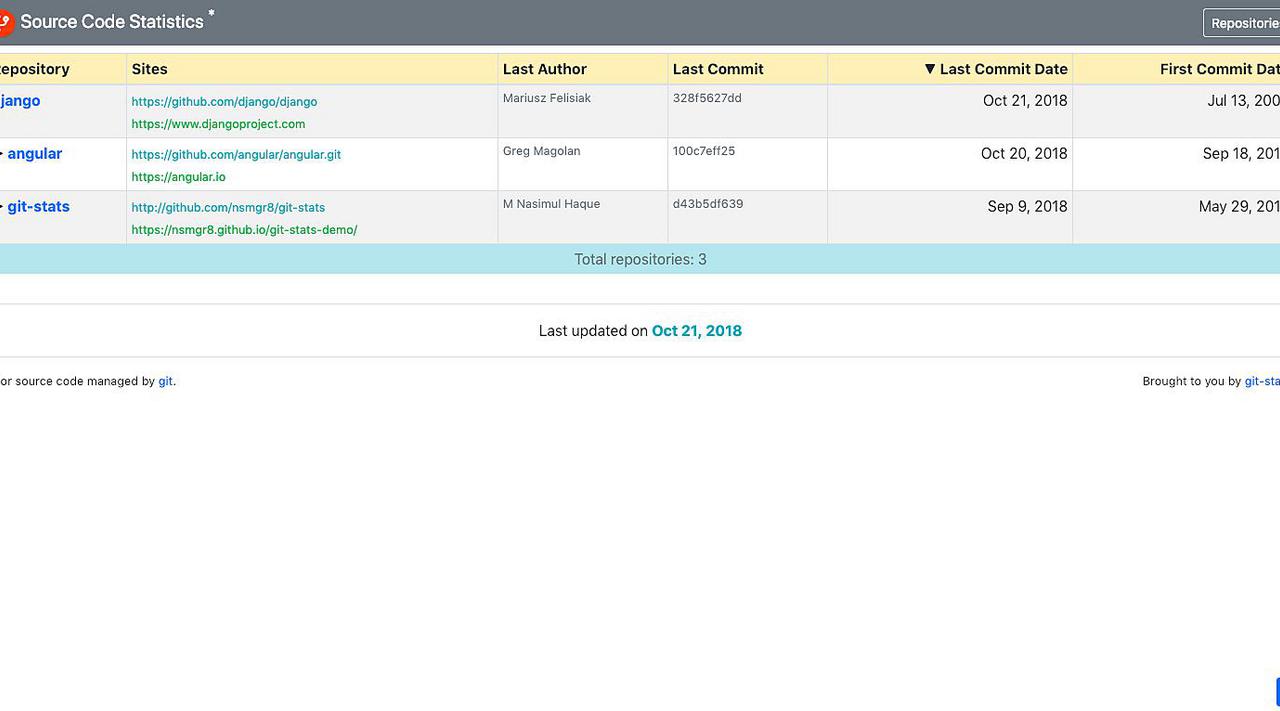 Source Code Statistics *
Repositorie
epository Sites Last Author Last Commit ▼ Last Commit Date First Commit Dat
jango https://github.com/django/django Mariusz Felisiak 328f5627dd Oct 21, 2018 Jul 13, 200
https://www.djangoproject.com
angular https://github.com/angular/angular.git Greg Magolan 100c7eff25 Oct 20, 2018 Sep 18, 201
https://angular.io
git-stats http://github.com/nsmgr8/git-stats M Nasimul Haque d43b5df639 Sep 9, 2018 May 29, 201
https://nsmgr8.github.io/git-stats-demo/
Total repositories: 3
Last updated on Oct 21, 2018
or source code managed by git.
Brought to you by git-sta